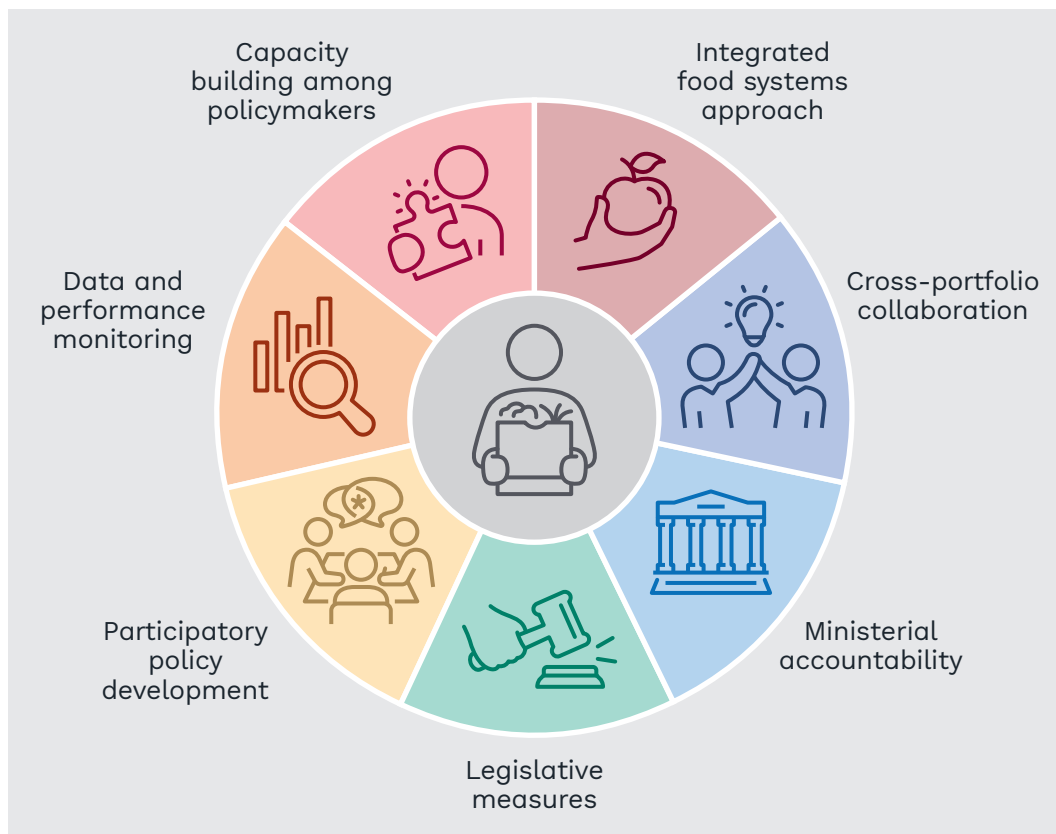 Capacity
building among
policymakers
Integrated
food systems
approach
Cross-portfolio
collaboration
Ministerial
accountability
Legislative
measures
Participatory
policy
development
Data and
performance
monitoring